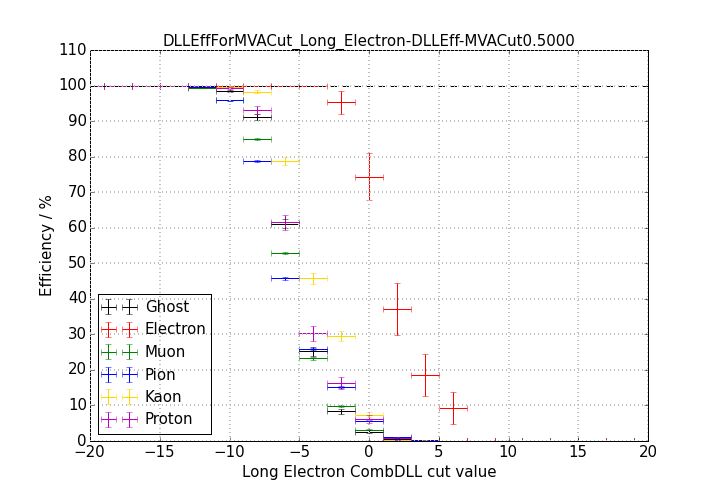 DLLEffForMVACut_Long_Electron-DLLEff-MVACut0.5000
110
100
90
80
70
60
50
40
30
20
10
0
Efficiency / %
Ghost
Electron
Muon
Pion
Kaon
Proton
−20 −15 −10 −5 0 5 10 15 20
Long Electron CombDLL cut value